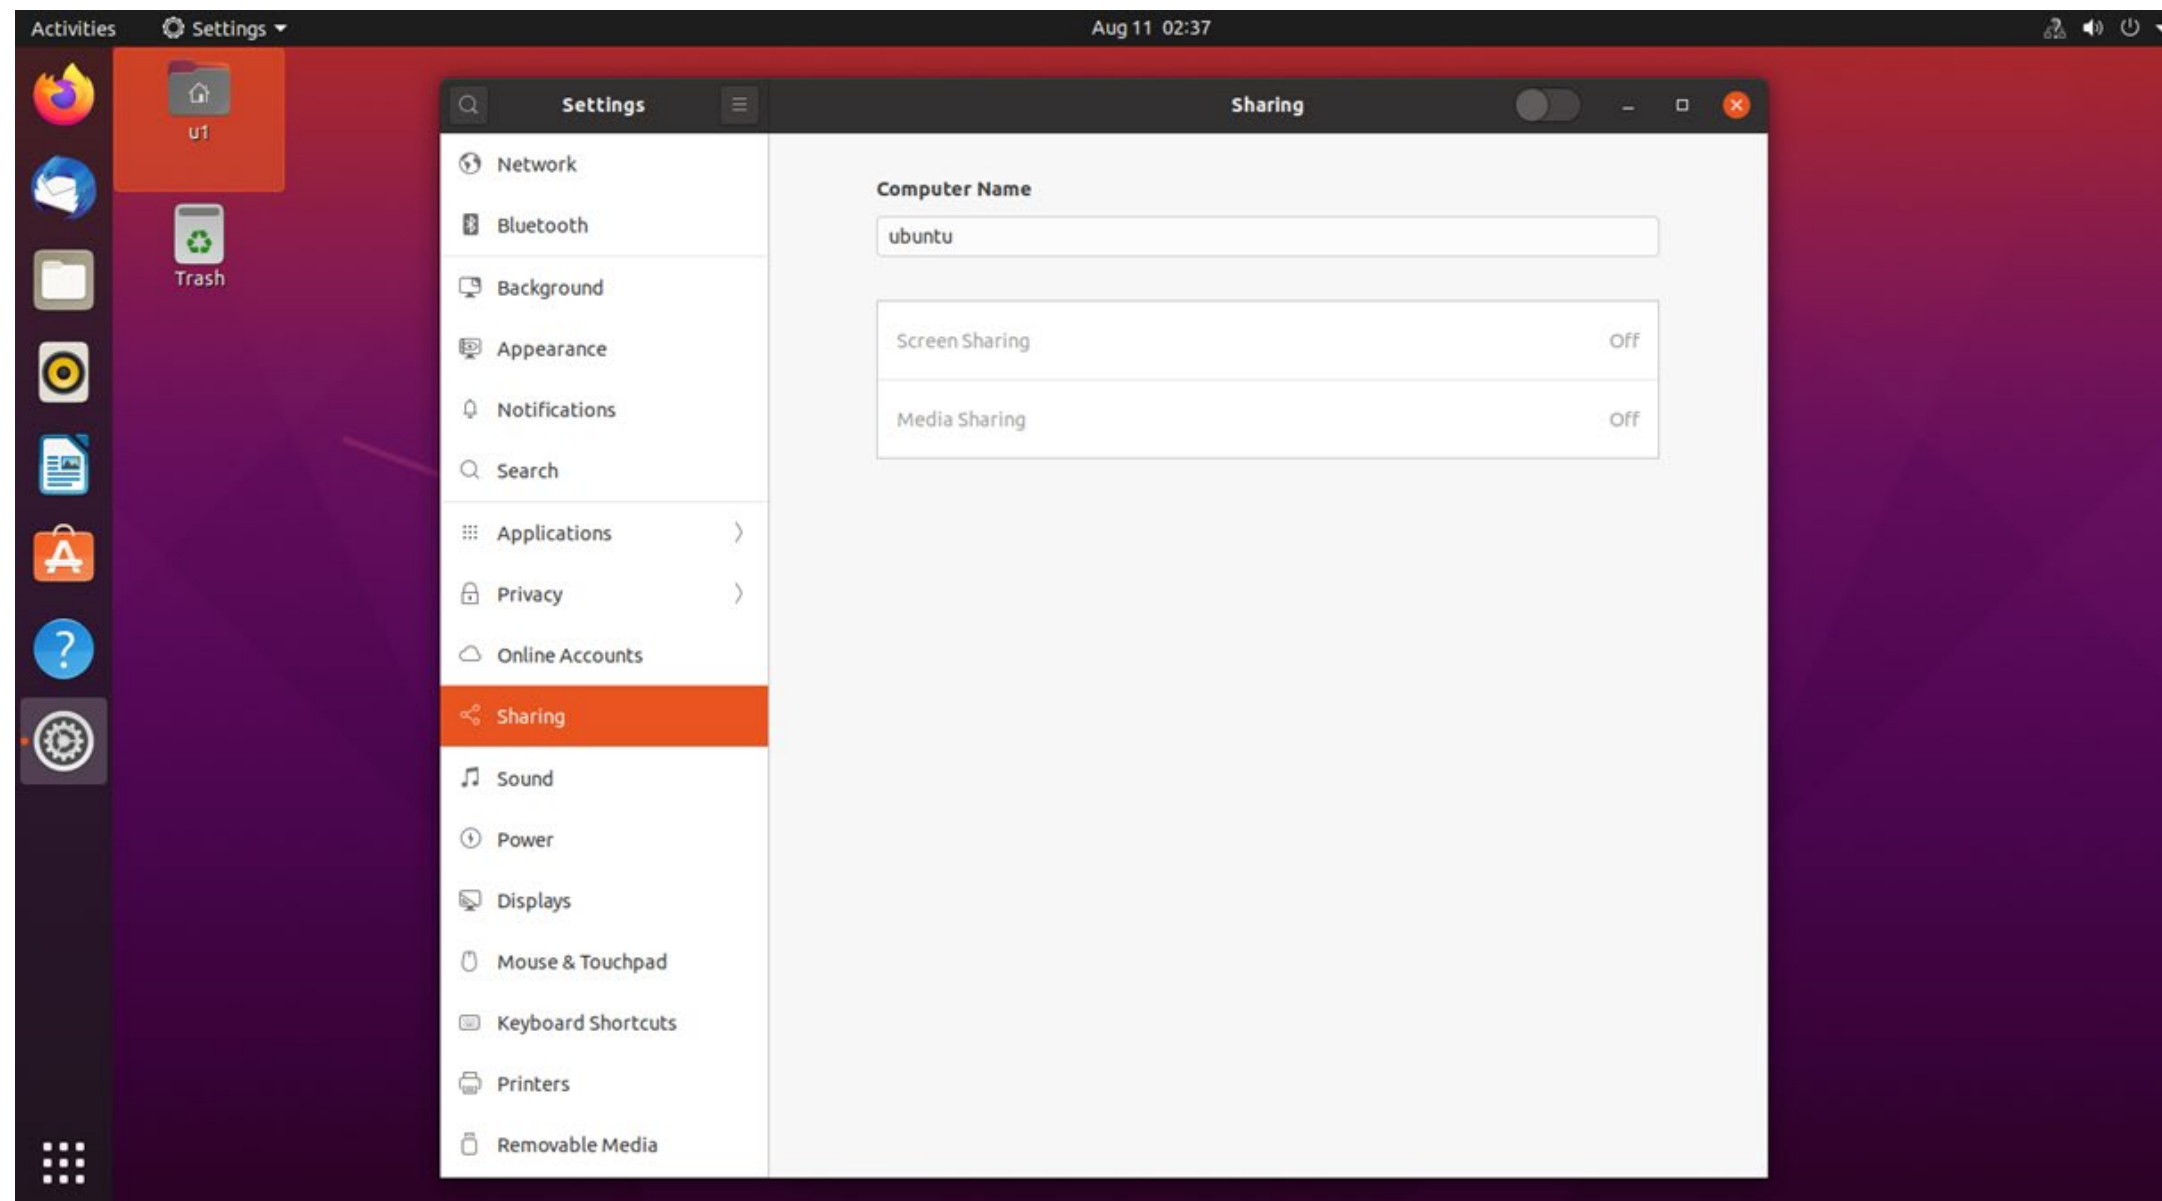 Activities
Settings
Aug 11 02:37
u1
Trash
Settings
Sharing
Network
Bluetooth
Background
Appearance
Notifications
Search
Applications
Privacy
Online Accounts
Sharing
Sound
Power
Displays
Mouse & Touchpad
Keyboard Shortcuts
Printers
Removable Media
Computer Name
ubuntu
Screen Sharing Off
Media Sharing Off